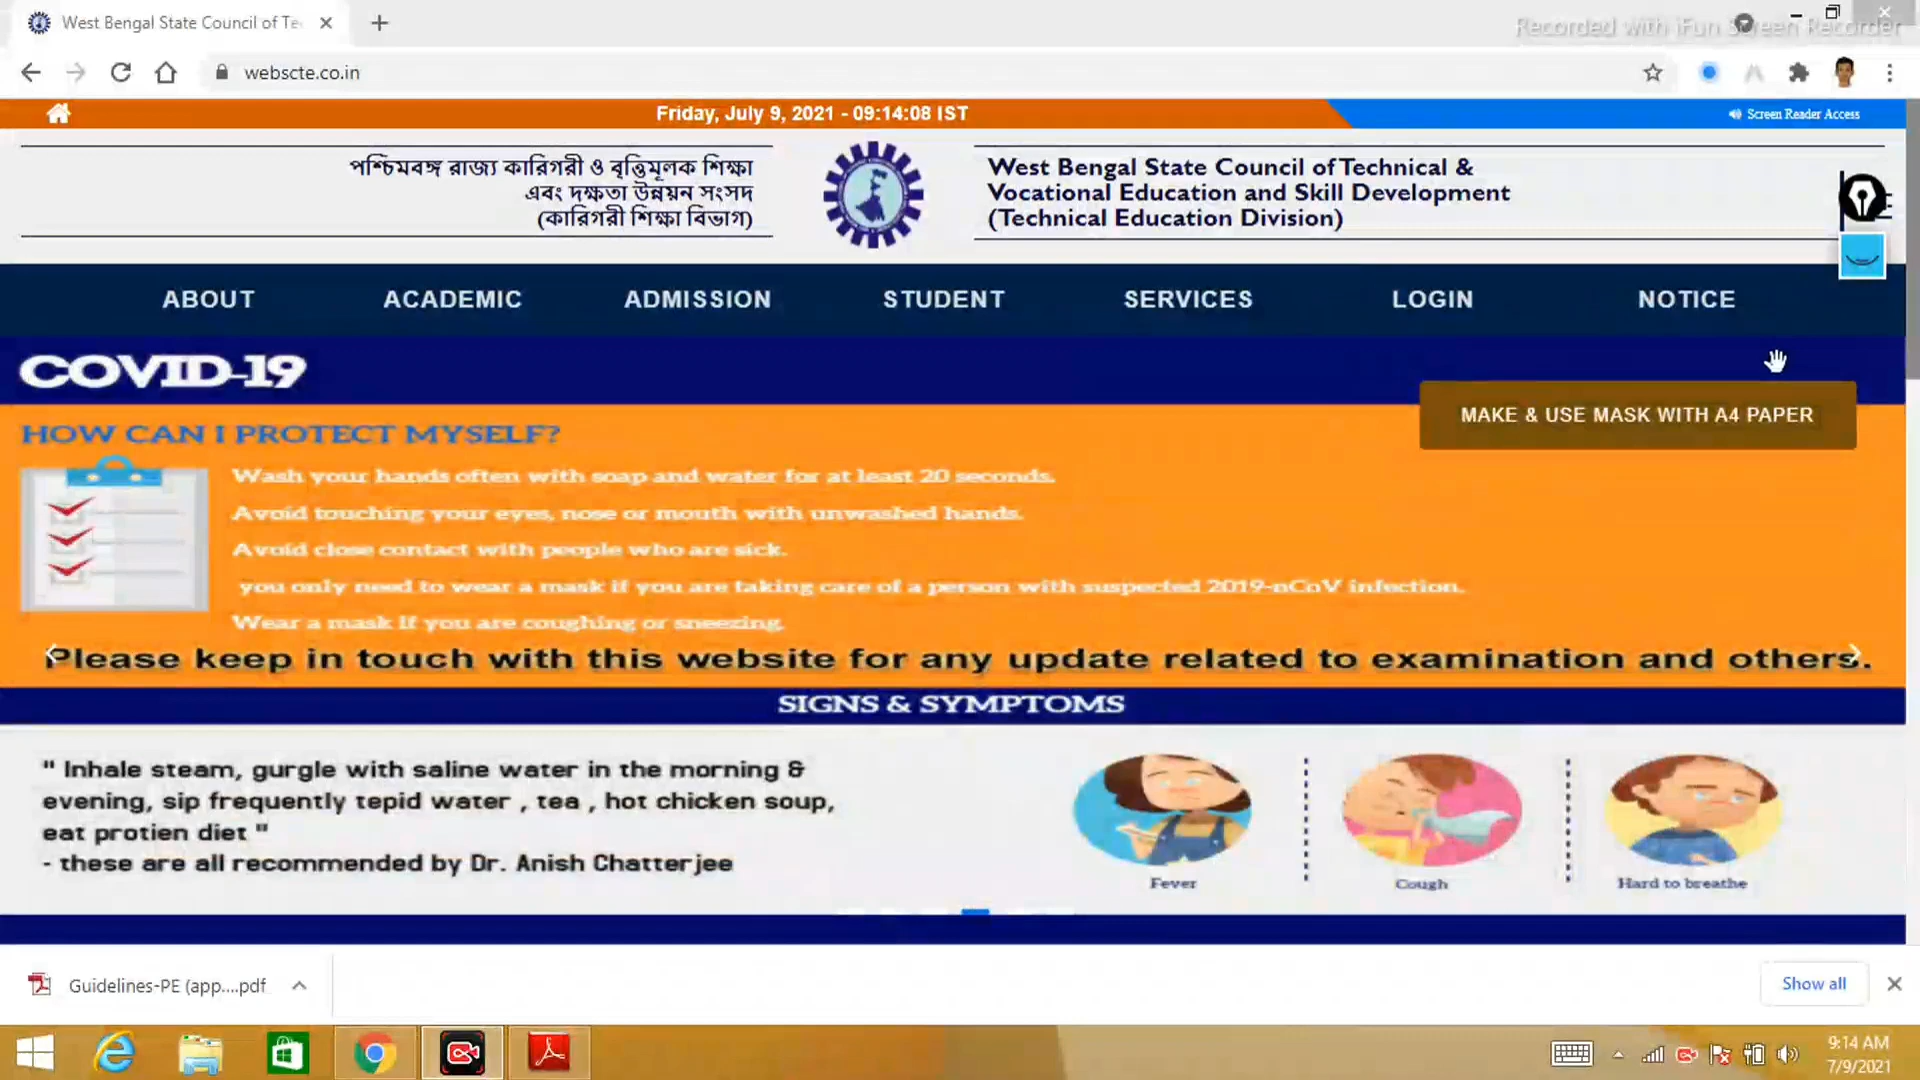 West Bengal State Council of Te
Recorded with iFun Screen Recorder
webscte.co.in
Friday, July 9, 2021 - 09:14:08 IST
Screen Reader Access
পশ্চিমবঙ্গ রাজ্য কারিগরী ও বৃত্তিমূলক শিক্ষা
এবং দক্ষতা উন্নয়ন সংসদ
(কারিগরী শিক্ষা বিভাগ)
West Bengal State Council of Technical &
Vocational Education and Skill Development
(Technical Education Division)
ABOUT ACADEMIC ADMISSION STUDENT SERVICES LOGIN NOTICE
COVID-19
MAKE & USE MASK WITH A4 PAPER
HOW CAN I PROTECT MYSELF?
Wash your hands often with soap and water for at least 20 seconds.
Avoid touching your eyes, nose or mouth with unwashed hands.
Avoid close contact with people who are sick.
you only need to wear a mask if you are taking care of a person with suspected 2019-nCoV infection.
Wear a mask if you are coughing or sneezing.
Please keep in touch with this website for any update related to examination and others.
SIGNS & SYMPTOMS
" Inhale steam, gurgle with saline water in the morning &
evening, sip frequently tepid water , tea , hot chicken soup,
eat protien diet "
- these are all recommended by Dr. Anish Chatterjee
Fever
Cough
Hard to breathe
Guidelines-PE (app....pdf
Show all
9:14 AM
7/9/2021